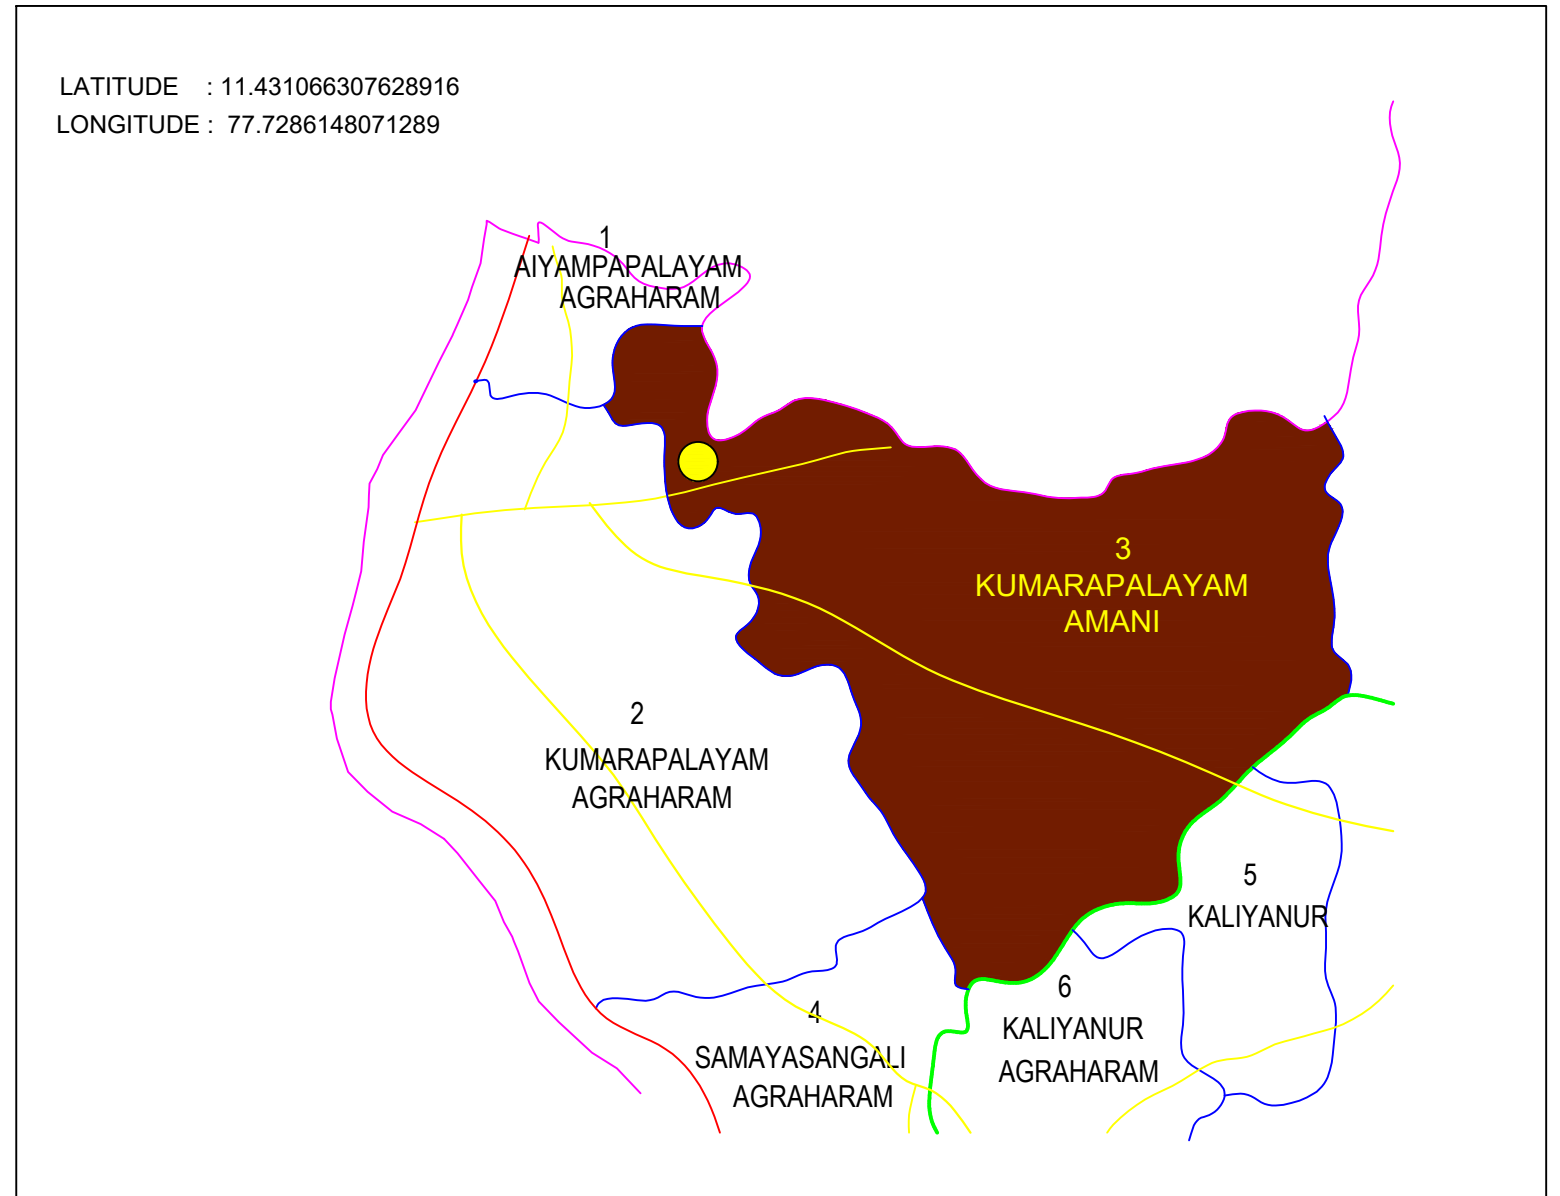 LATITUDE : 11.431066307628916
LONGITUDE : 77.7286148071289
1
AIYAMPAPALAYAM
AGRAHARAM
3
KUMARAPALAYAM
AMANI
2
KUMARAPALAYAM
AGRAHARAM
5
KALIYANUR
6
KALIYANUR
AGRAHARAM
4
SAMAYASANGALI
AGRAHARAM